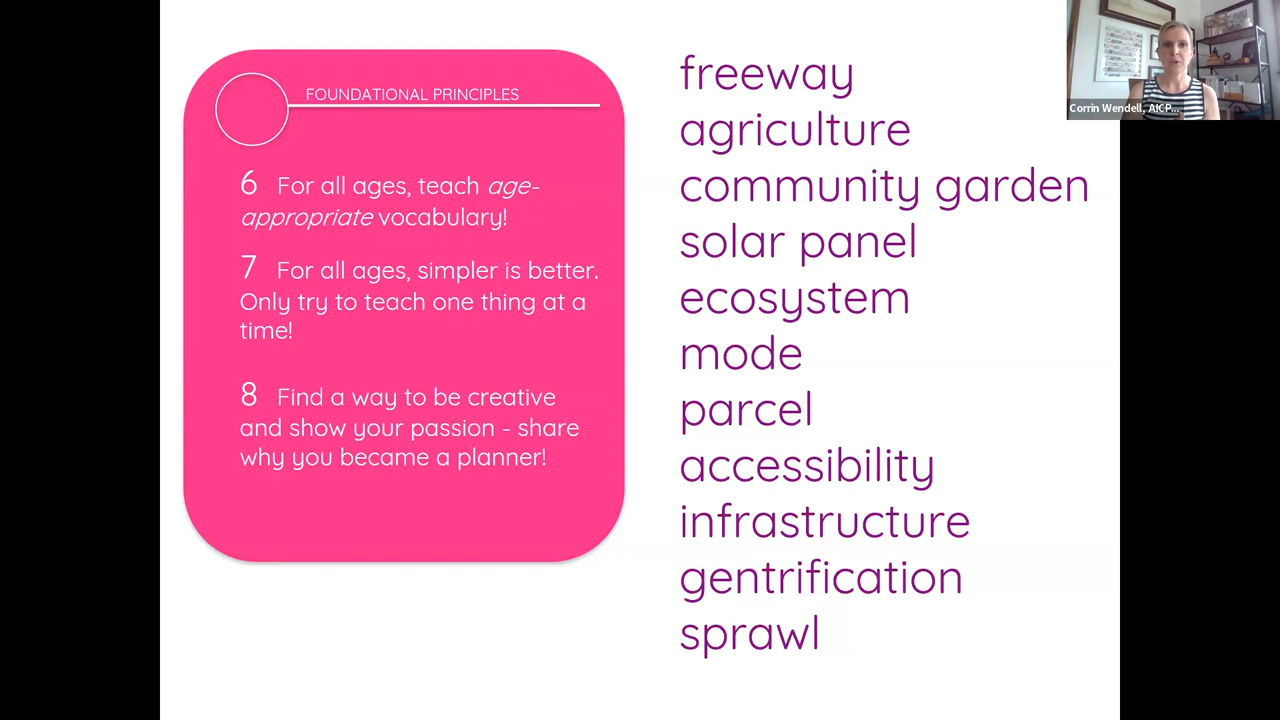 FOUNDATIONAL PRINCIPLES
6 For all ages, teach age-
appropriate vocabulary!
7 For all ages, simpler is better.
Only try to teach one thing at a
time!
8 Find a way to be creative
and show your passion - share
why you became a planner!
freeway
agriculture
community garden
solar panel
ecosystem
mode
parcel
accessibility
infrastructure
gentrification
sprawl
Corrin Wendell, AICP...